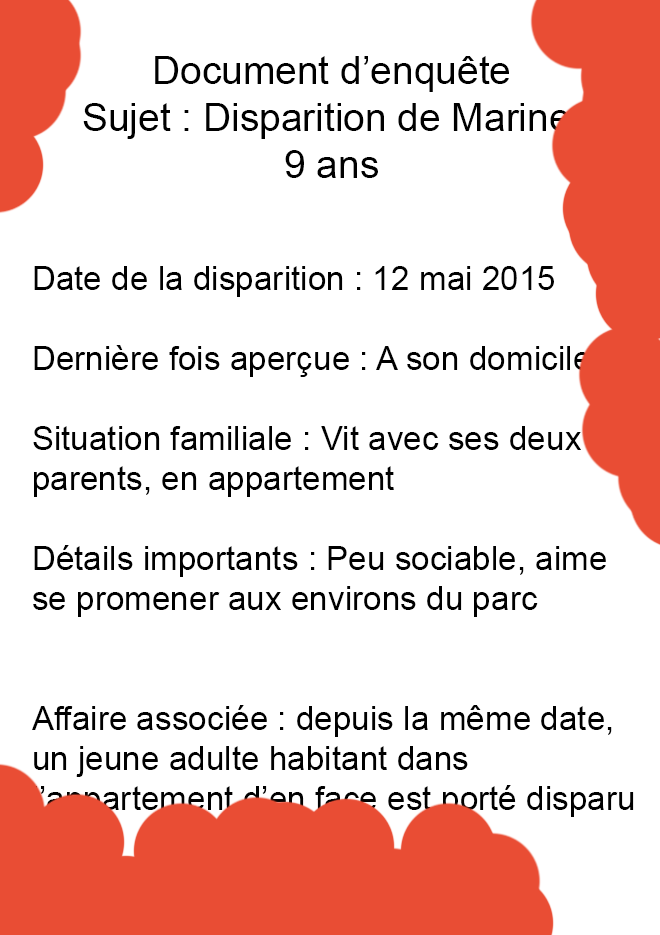 Document d’enquête
Sujet : Disparition de Marine
9 ans
Date de la disparition : 12 mai 2015
Dernière fois aperçue : A son domicile
Situation familiale : Vit avec ses deux
parents, en appartement
Détails importants : Peu sociable, aime
se promener aux environs du parc
Affaire associée : depuis la même date,
un jeune adulte habitant dans
l’appartement d’en face est porté disparu